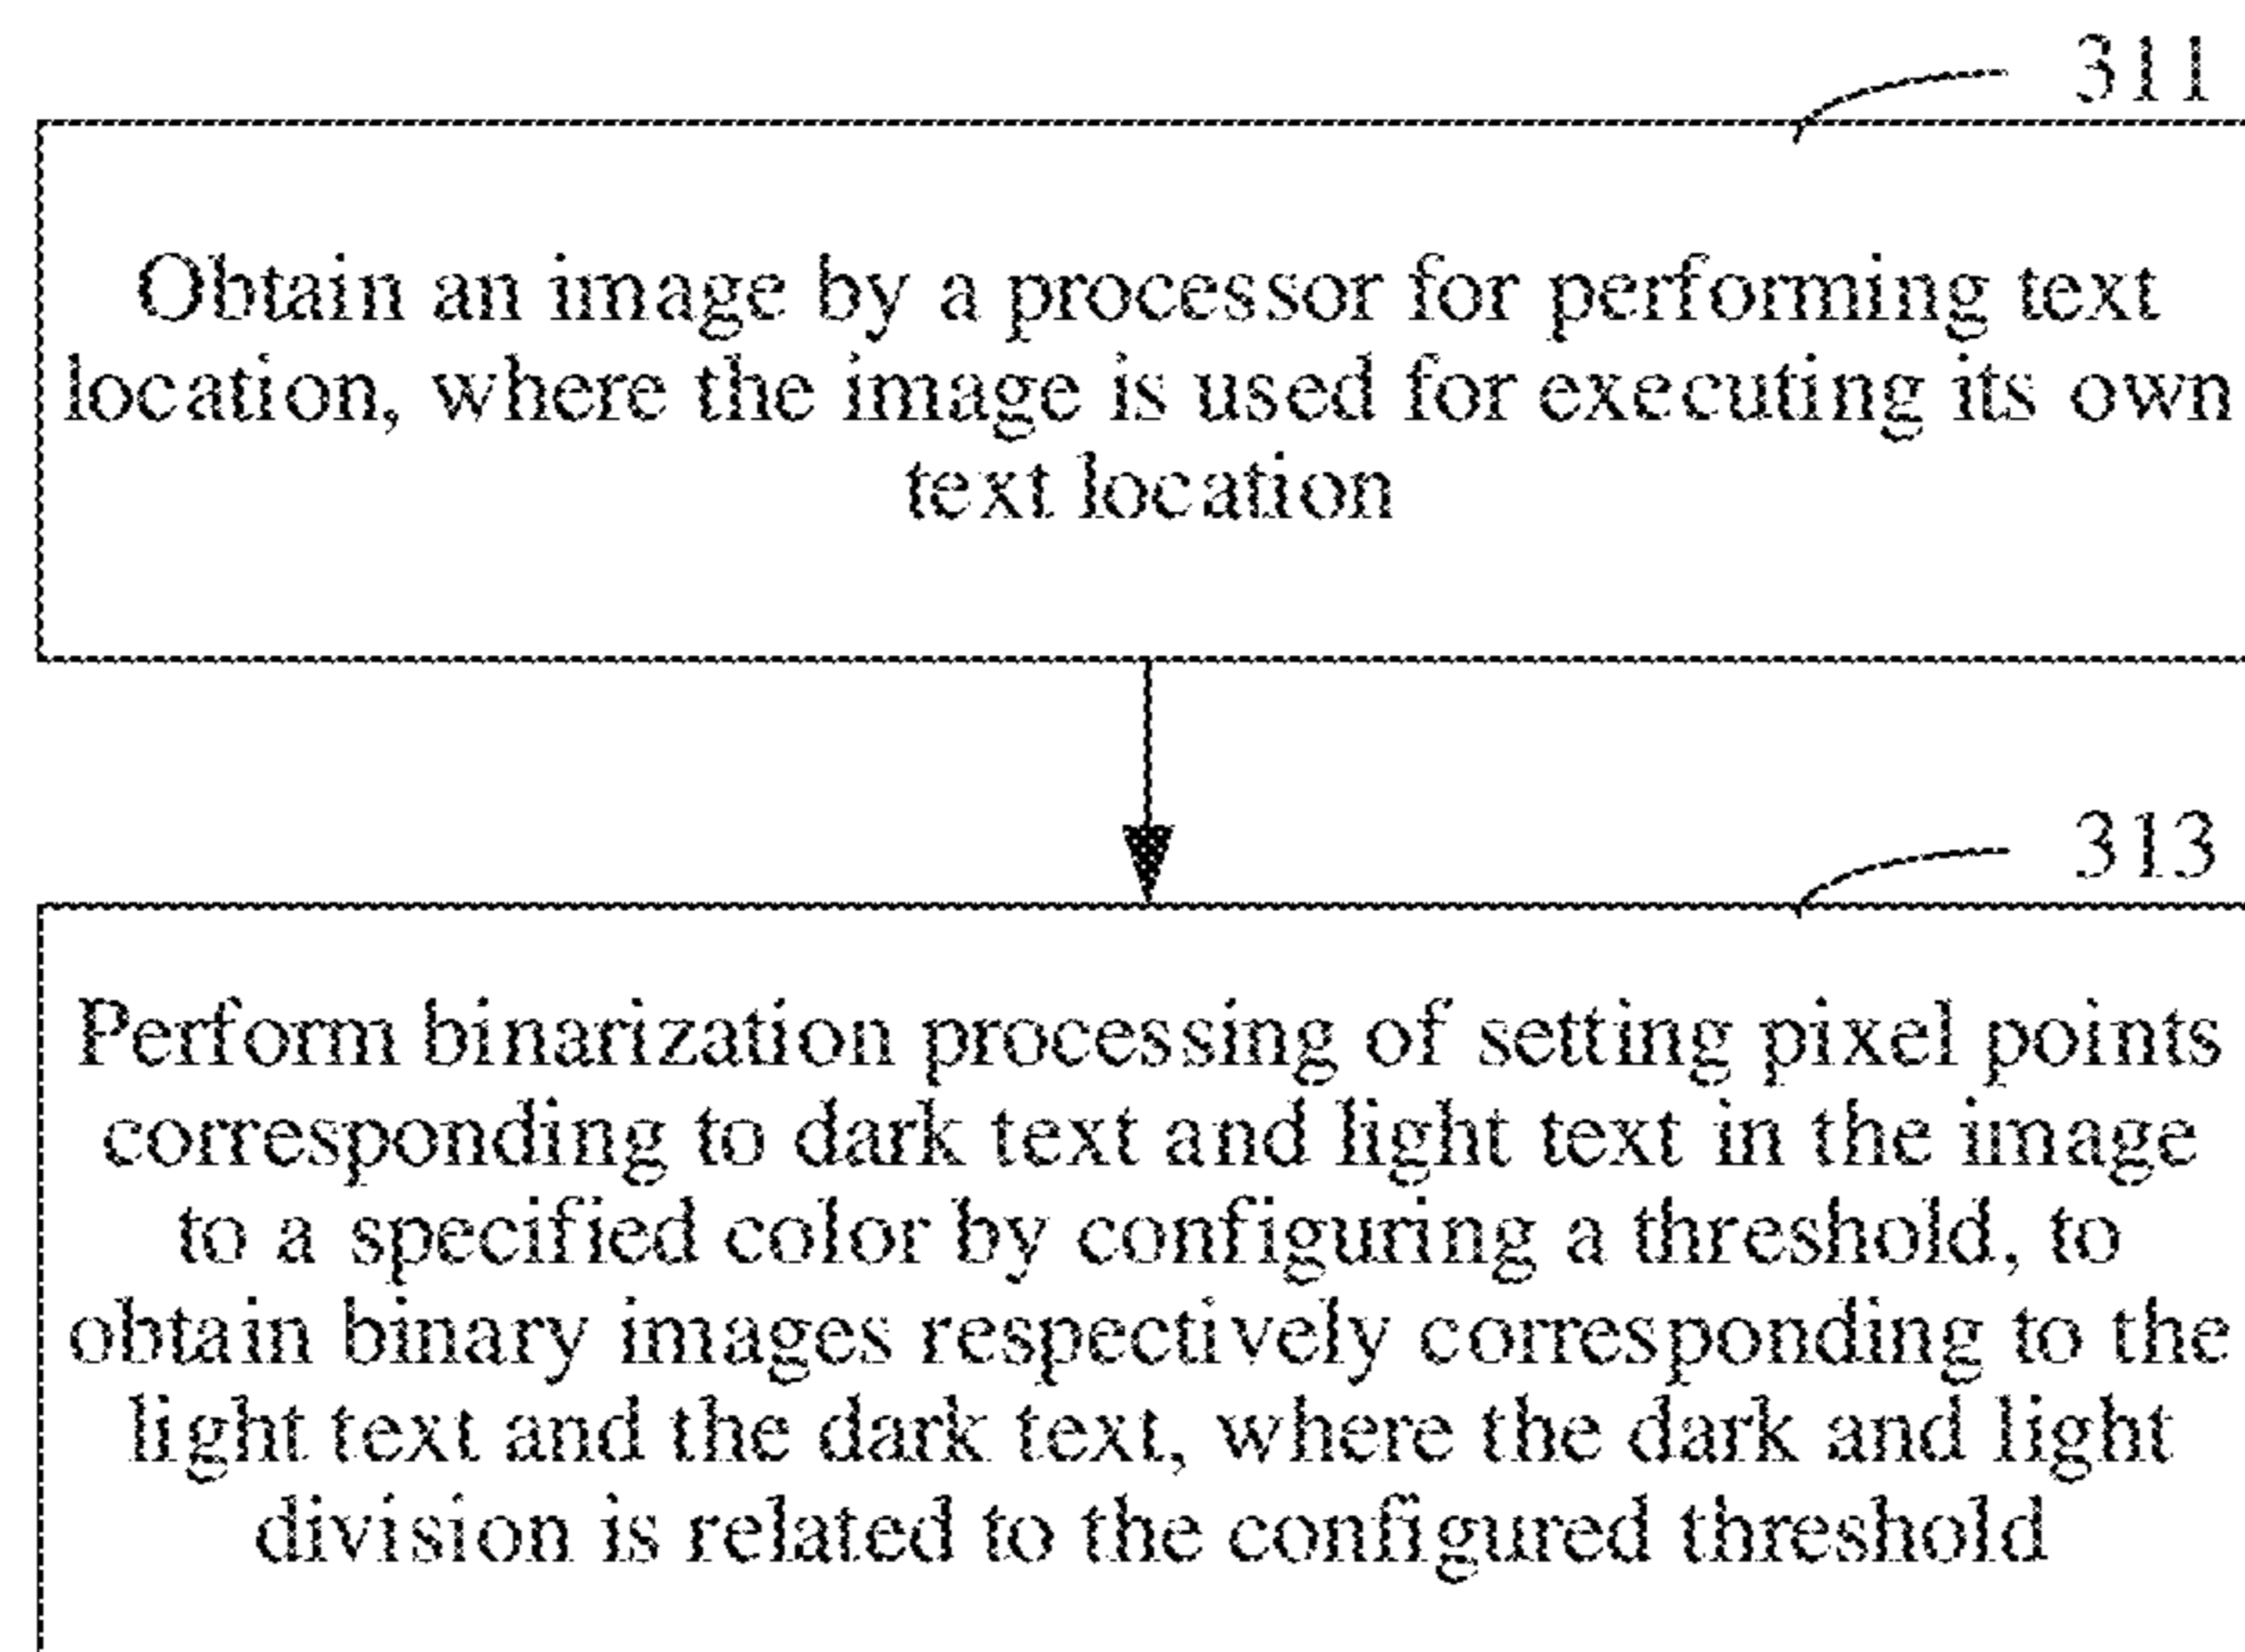 311
Obtain an image by a processor for performing text
location, where the image is used for executing its own
text location
313
Perform binarization processing of setting pixel points
corresponding to dark text and light text in the image
to a specified color by configuring a threshold, to
obtain binary images respectively corresponding to the
light text and the dark text, where the dark and light
division is related to the configured threshold